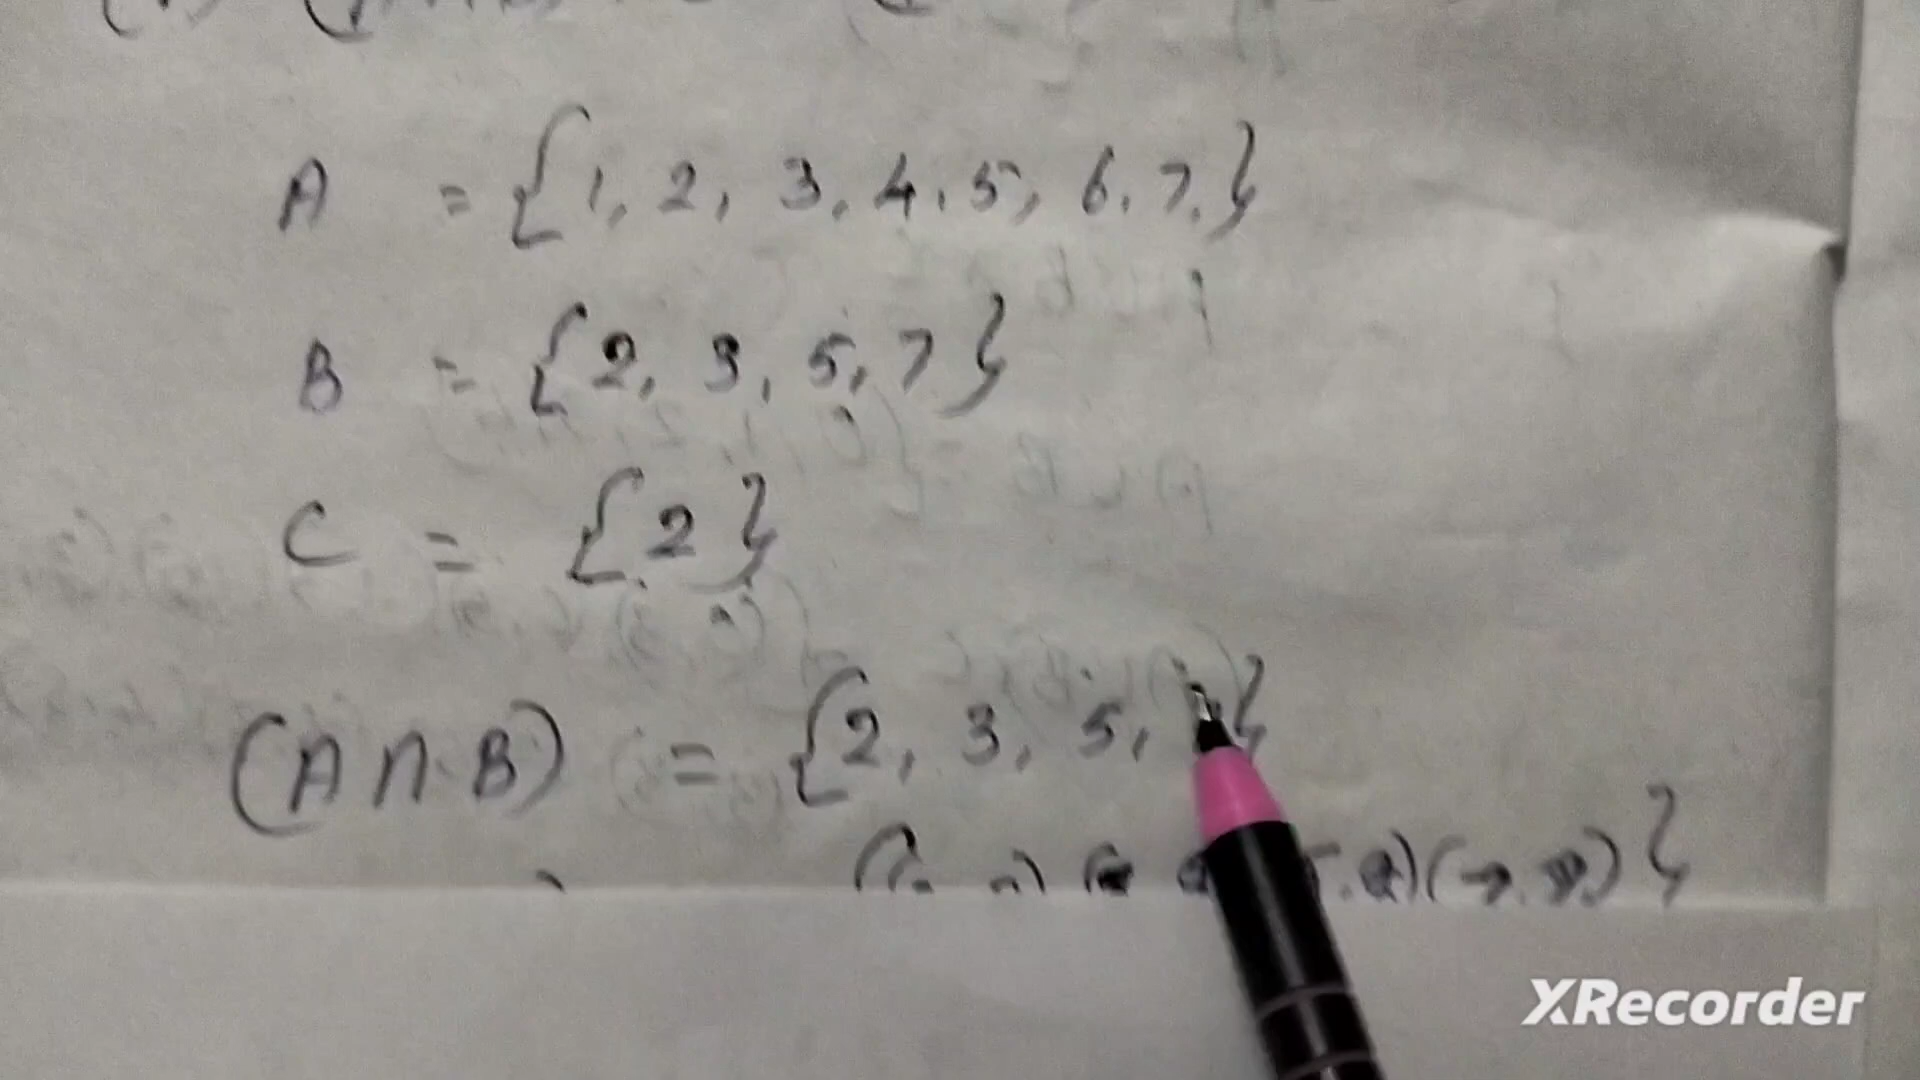 A = {1, 2, 3, 4, 5, 6, 7,}
B = {2, 3, 5, 7}
C = {2}
(A ∩ B) = {2, 3, 5, }
XRecorder